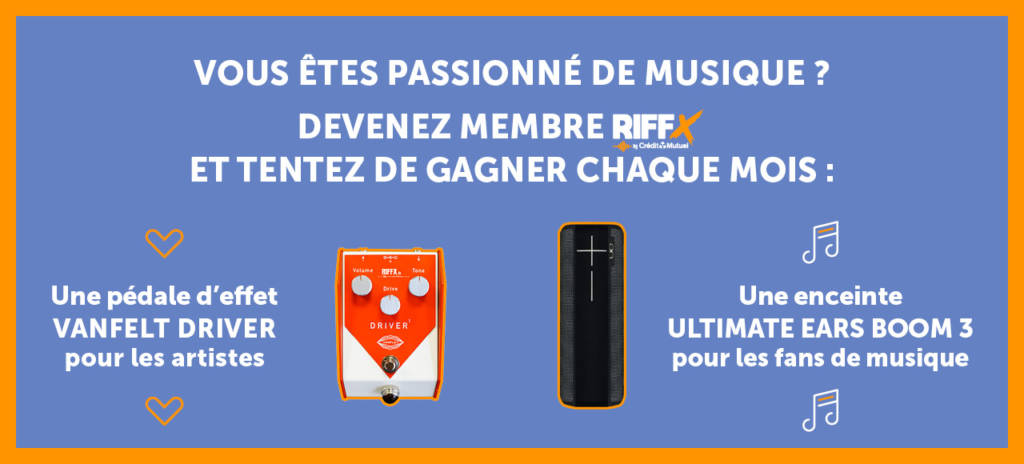 VOUS ÊTES PASSIONNÉ DE MUSIQUE ?
DEVENEZ MEMBRE RIFFX
by Crédit Mutuel
ET TENTEZ DE GAGNER CHAQUE MOIS :
Une pédale d’effet
VANFELT DRIVER
pour les artistes
Volume RIFFX Tone
Drive
DRIVER
Une enceinte
ULTIMATE EARS BOOM 3
pour les fans de musique